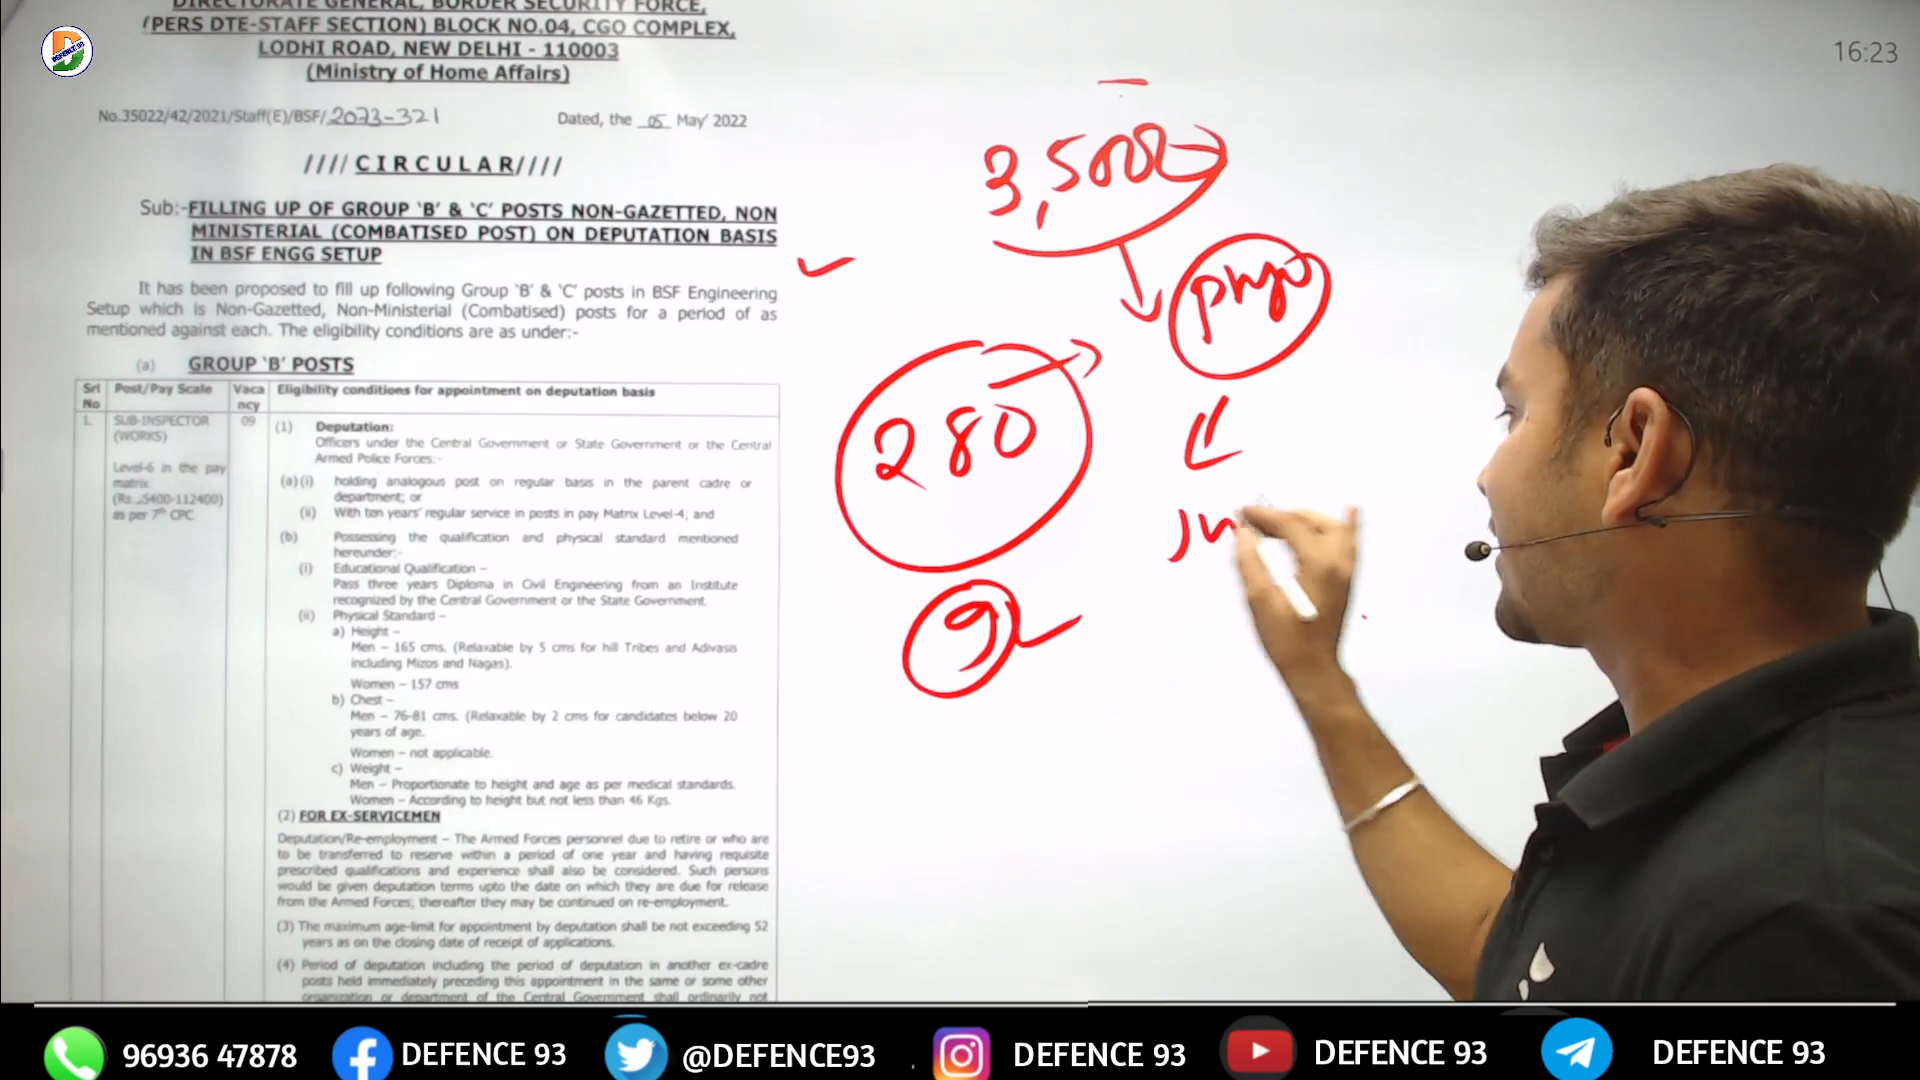 DIRECTORATE GENERAL, BORDER SECURITY FORCE,
(PERS DTE-STAFF SECTION) BLOCK NO.04, CGO COMPLEX,
LODHI ROAD, NEW DELHI - 110003
(Ministry of Home Affairs)
No.35022/42/2021/Staff(E)/BSF/2073-321
Dated, the 05 May' 2022
//// CIRCULAR////
Sub:-FILLING UP OF GROUP 'B' & 'C' POSTS NON-GAZETTED, NON
MINISTERIAL (COMBATISED POST) ON DEPUTATION BASIS
IN BSF ENGG SETUP
It has been proposed to fill up following Group 'B' & 'C' posts in BSF Engineering
Setup which is Non-Gazetted, Non-Ministerial (Combatised) posts for a period of as
mentioned against each. The eligibility conditions are as under:-
(a) GROUP 'B' POSTS
Srl No
Post/Pay Scale
Vaca ncy
Eligibility conditions for appointment on deputation basis
1.
SUB-INSPECTOR
(WORKS)
Level-6 in the pay
matrix
5400-112400)
as per 7th CPC
09
(1) Deputation:
Officers under the Central Government or State Government or the Central
Armed Police Forces:-
(a)(i) holding analogous post on regular basis in the parent cadre or
department; or
(ii) With ten years' regular service in posts in pay Matrix Level-4; and
(b) Possessing the qualification and physical standard mentioned
hereunder:-
(i) Educational Qualification –
Pass three years Diploma in Civil Engineering from an Institute
recognized by the Central Government or the State Government.
(ii) Physical Standard –
a) Height –
Men – 165 cms. (Relaxable by 5 cms for hill Tribes and Adivasis
including Mizos and Nagas).
Women – 157 cms
b) Chest –
Men – 76-81 cms. (Relaxable by 2 cms for candidates below 20
years of age.
Women – not applicable.
c) Weight –
Men – Proportionate to height and age as per medical standards.
Women – According to height but not less than 46 Kgs.
(2) FOR EX-SERVICEMEN
Deputation/Re-employment – The Armed Forces personnel due to retire or who are
to be transferred to reserve within a period of one year and having requisite
prescribed qualifications and experience shall also be considered. Such persons
would be given deputation terms upto the date on which they are due for release
from the Armed Forces; thereafter they may be continued on re-employment.
(3) The maximum age-limit for appointment by deputation shall be not exceeding 52
years as on the closing date of receipt of applications.
(4) Period of deputation including the period of deputation in another ex-cadre
posts held immediately preceding this appointment in the same or some other
organization or department of the Central Government shall ordinarily not
16:23
280
DEFENCE 93
96936 47878
DEFENCE 93
@DEFENCE93
DEFENCE 93
DEFENCE 93
DEFENCE 93